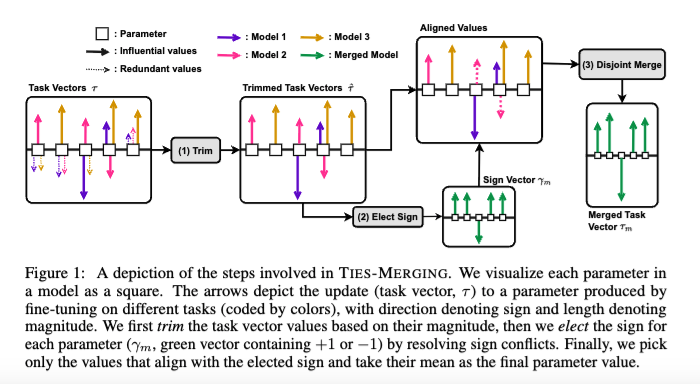 : Parameter
: Influential values
: Redundant values
: Model 1
: Model 2
: Model 3
: Merged Model
Task Vectors τ
(1) Trim
Trimmed Task Vectors τ̂
(2) Elect Sign
Aligned Values
Sign Vector γm
(3) Disjoint Merge
Merged Task
Vector τm
Figure 1: A depiction of the steps involved in TIES-MERGING. We visualize each parameter in
a model as a square. The arrows depict the update (task vector, τ) to a parameter produced by
fine-tuning on different tasks (coded by colors), with direction denoting sign and length denoting
magnitude. We first trim the task vector values based on their magnitude, then we elect the sign for
each parameter (γm, green vector containing +1 or −1) by resolving sign conflicts. Finally, we pick
only the values that align with the elected sign and take their mean as the final parameter value.